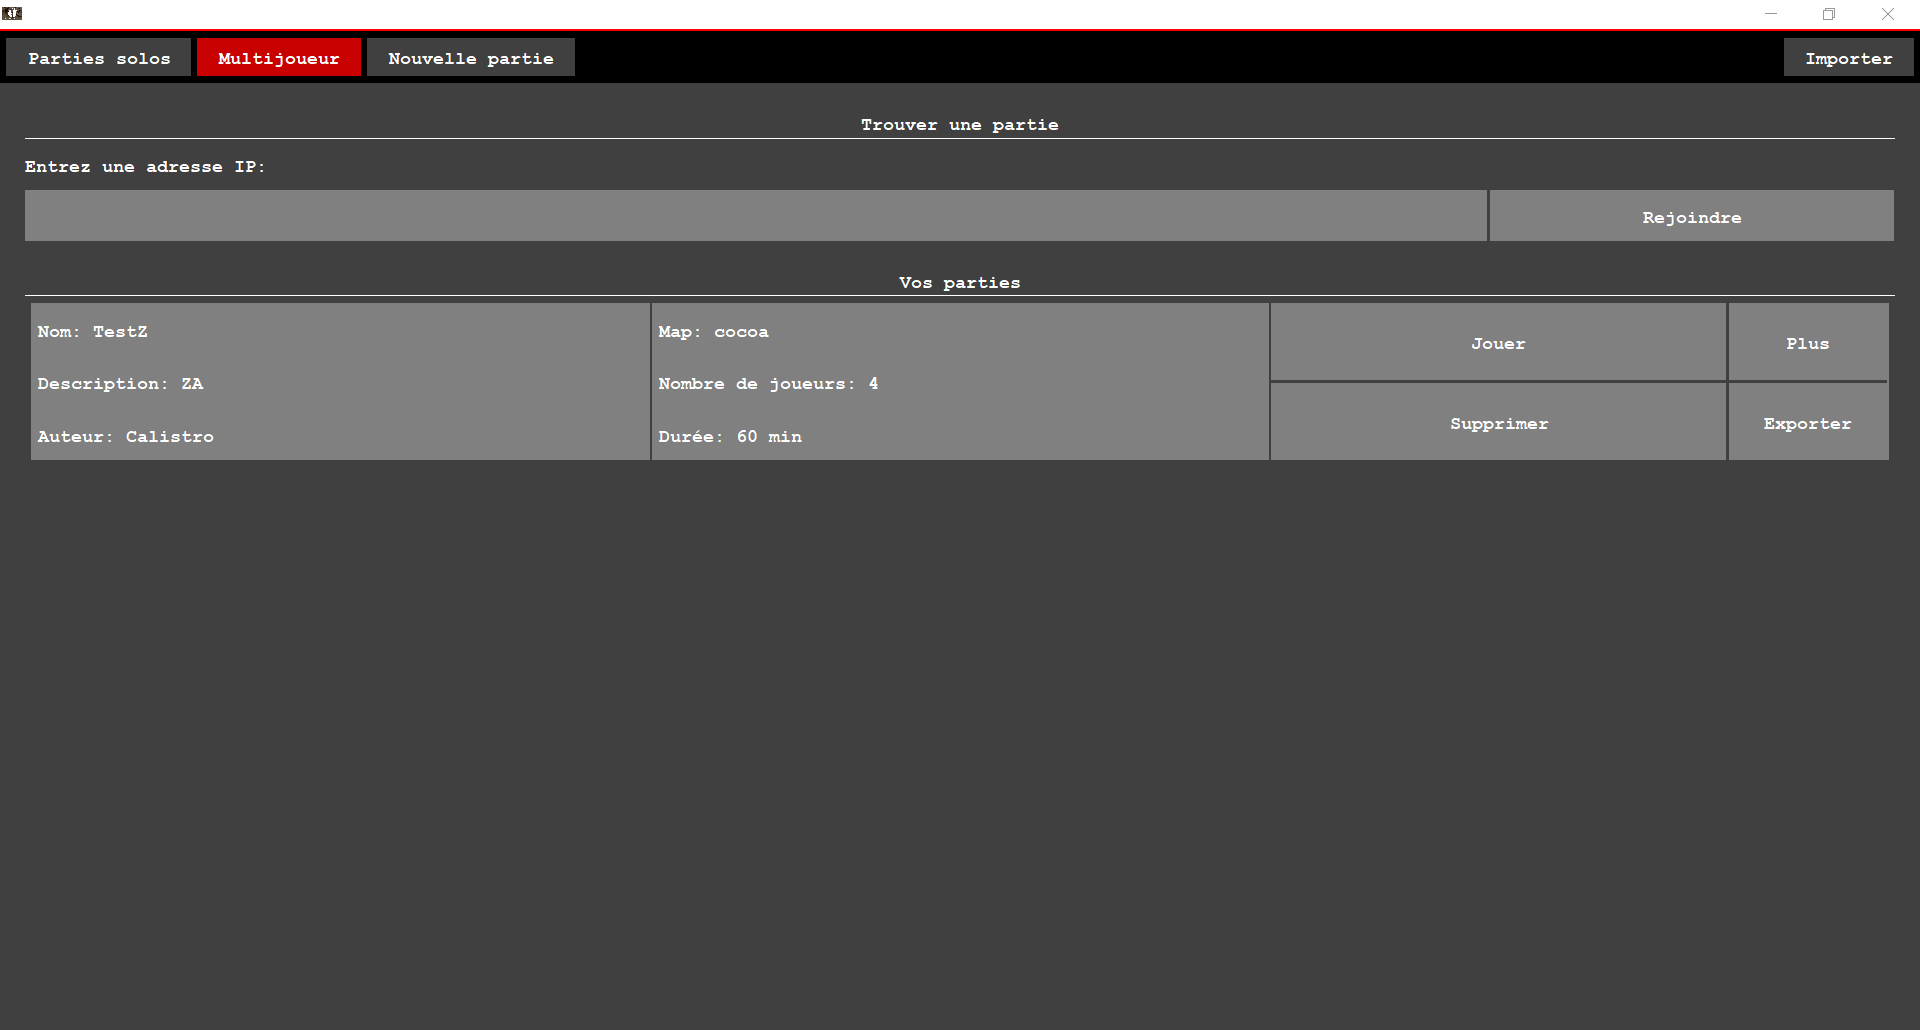 Parties solos
Multijoueur
Nouvelle partie
Importer
Trouver une partie
Entrez une adresse IP:
Rejoindre
Vos parties
Nom: TestZ
Description: ZA
Auteur: Calistro
Map: cocoa
Nombre de joueurs: 4
Durée: 60 min
Jouer
Plus
Supprimer
Exporter